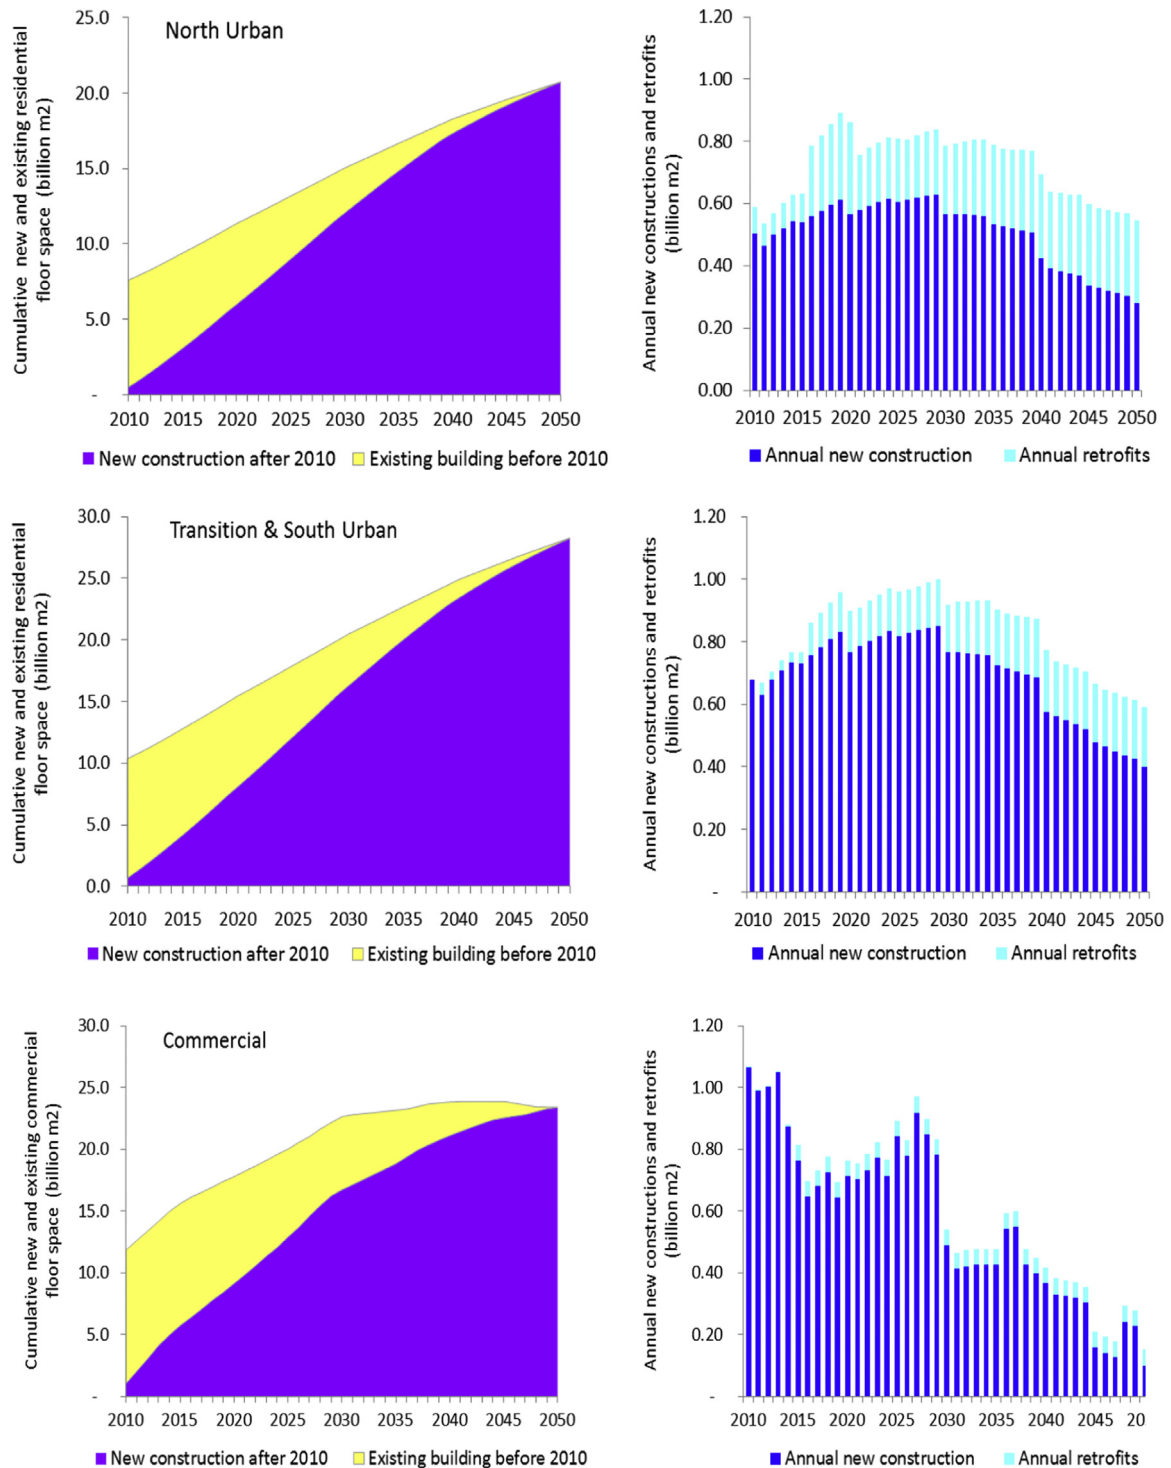 North Urban
Cumulative new and existing residential
floor space (billion m2)
25.0
20.0
15.0
10.0
5.0
-
2010 2015 2020 2025 2030 2035 2040 2045 2050
New construction after 2010 Existing building before 2010
Annual new constructions and retrofits
(billion m2)
1.20
1.00
0.80
0.60
0.40
0.20
0.00
2010 2015 2020 2025 2030 2035 2040 2045 2050
Annual new construction Annual retrofits
Transition & South Urban
Cumulative new and existing residential
floor space (billion m2)
30.0
25.0
20.0
15.0
10.0
5.0
0.0
2010 2015 2020 2025 2030 2035 2040 2045 2050
New construction after 2010 Existing building before 2010
Annual new constructions and retrofits
(billion m2)
1.20
1.00
0.80
0.60
0.40
0.20
-
2010 2015 2020 2025 2030 2035 2040 2045 2050
Annual new construction Annual retrofits
Commercial
Cumulative new and existing commercial
floor space (billion m2)
30.0
25.0
20.0
15.0
10.0
5.0
-
2010 2015 2020 2025 2030 2035 2040 2045 2050
New construction after 2010 Existing building before 2010
Annual new constructions and retrofits
(billion m2)
1.20
1.00
0.80
0.60
0.40
0.20
-
2010 2015 2020 2025 2030 2035 2040 2045 20
Annual new construction Annual retrofits